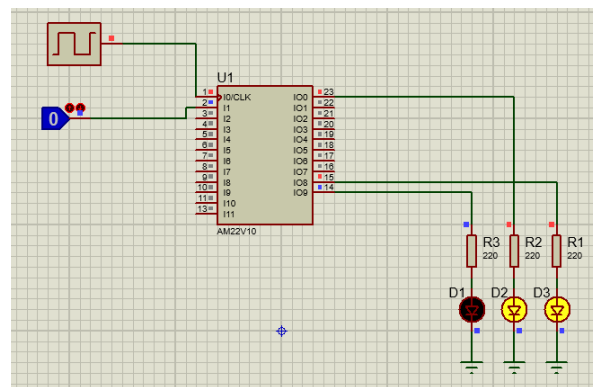 U1
1 I0/CLK IO0 23
2 I1 IO1 22
3 I2 IO2 21
4 I3 IO3 20
5 I4 IO4 19
6 I5 IO5 18
7 I6 IO6 17
8 I7 IO7 16
9 I8 IO8 15
10 I9 IO9 14
11 I10
13 I11
AM22V10
0
R3
220
R2
220
R1
220
D1
D2
D3